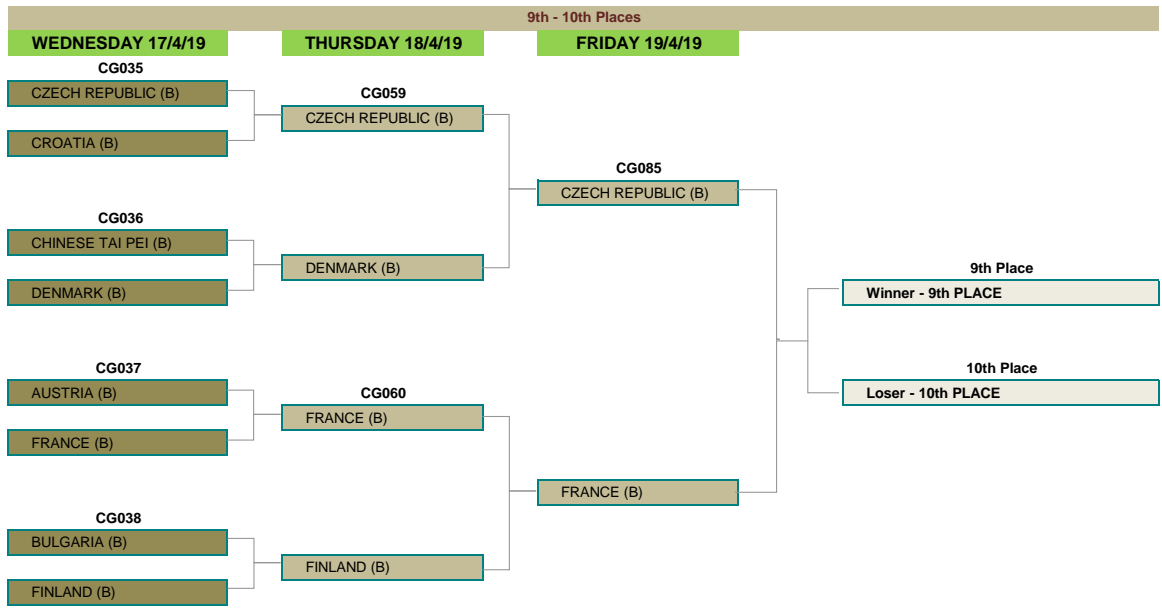 9th - 10th Places
WEDNESDAY 17/4/19
THURSDAY 18/4/19
FRIDAY 19/4/19
CG035
CZECH REPUBLIC (B)
CROATIA (B)
CG059
CZECH REPUBLIC (B)
CG085
CZECH REPUBLIC (B)
CG036
CHINESE TAI PEI (B)
DENMARK (B)
DENMARK (B)
9th Place
Winner - 9th PLACE
CG037
AUSTRIA (B)
FRANCE (B)
CG060
FRANCE (B)
10th Place
Loser - 10th PLACE
FRANCE (B)
CG038
BULGARIA (B)
FINLAND (B)
FINLAND (B)